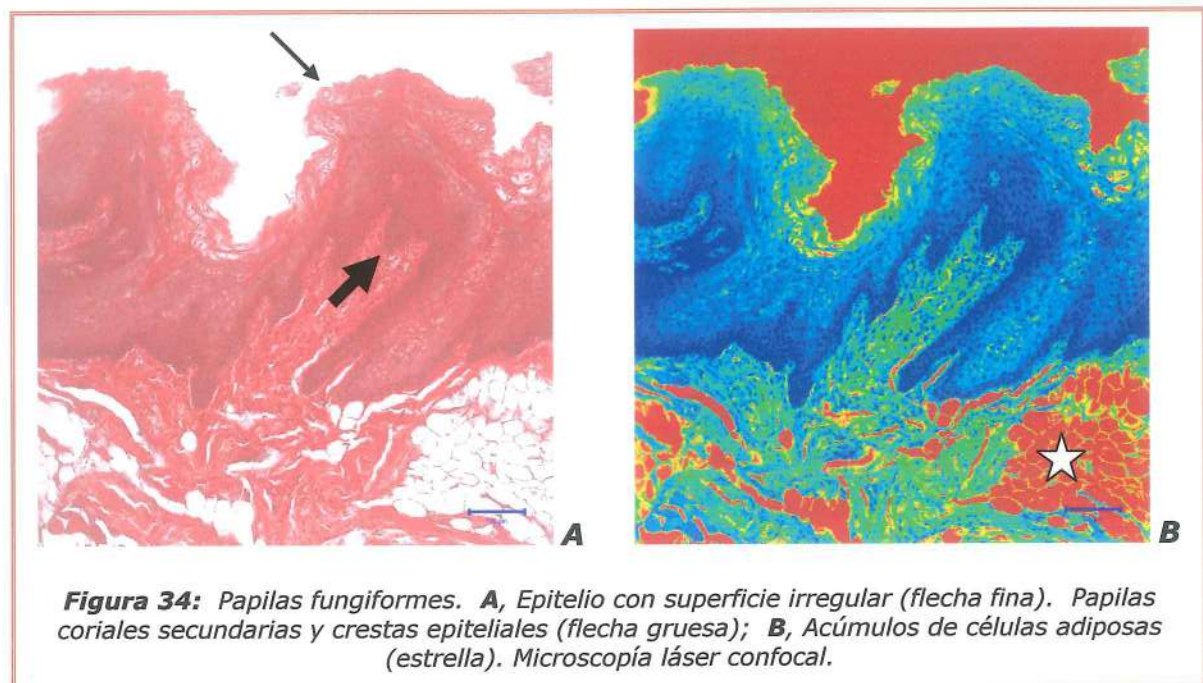 A
B
Figura 34: Papilas fungiformes. A, Epitelio con superficie irregular (flecha fina). Papilas
coriales secundarias y crestas epiteliales (flecha gruesa); B, Acúmulos de células adiposas
(estrella). Microscopía láser confocal.